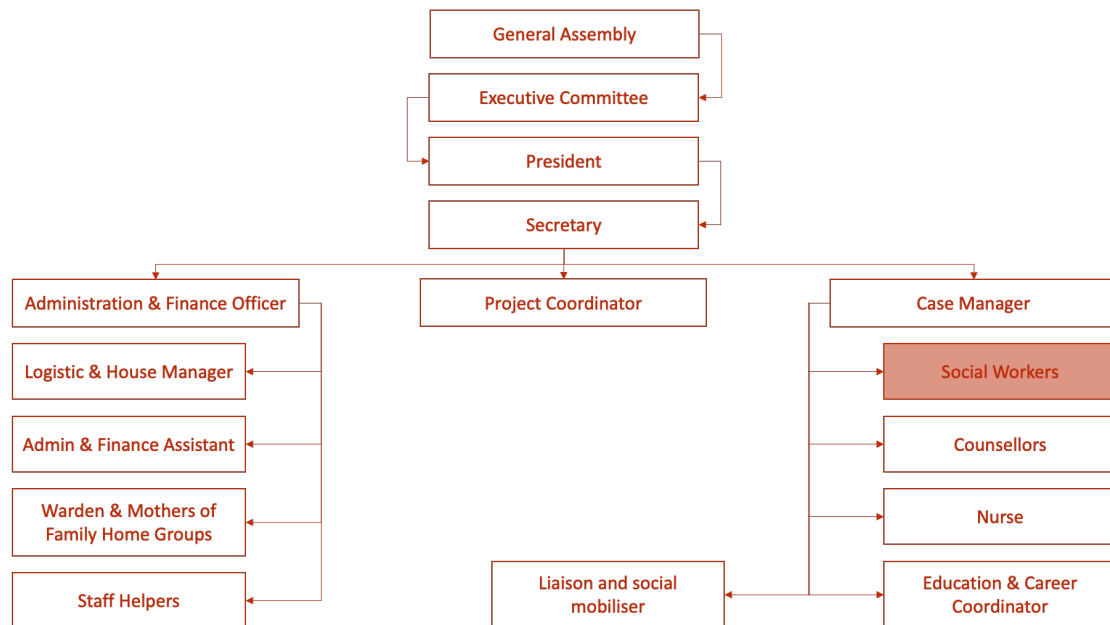 General Assembly
Executive Committee
President
Secretary
Administration & Finance Officer
Project Coordinator
Case Manager
Logistic & House Manager
Social Workers
Admin & Finance Assistant
Counsellors
Warden & Mothers of
Family Home Groups
Nurse
Staff Helpers
Liaison and social
mobiliser
Education & Career
Coordinator